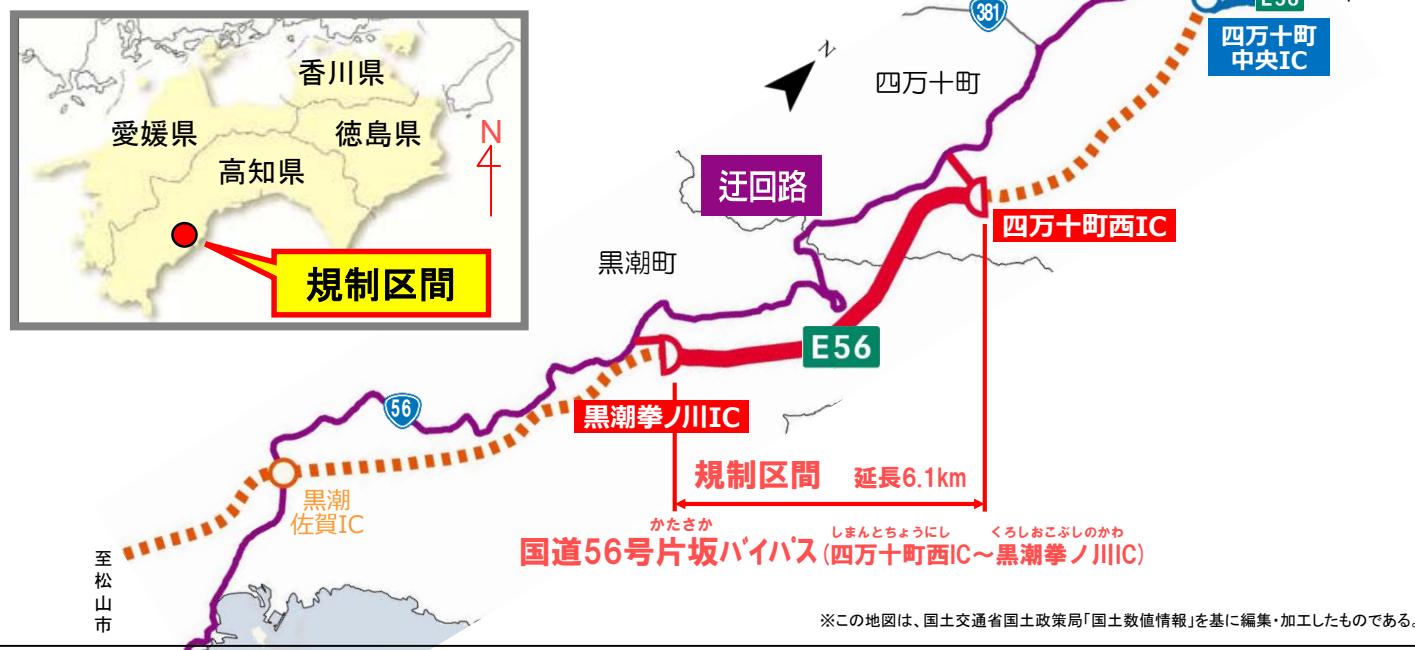 香川県
愛媛県
徳島県
高知県
N
規制区間
381
E56
四万十町
中央IC
N
四万十町
迂回路
四万十町西IC
黒潮町
E56
56
黒潮拳ノ川IC
規制区間 延長6.1km
黒潮
佐賀IC
かたさか しまんとちょうにし くろしおこぶしのかわ
国道56号片坂バイパス(四万十町西IC～黒潮拳ノ川IC)
至松山市
※この地図は、国土交通省国土政策局「国土数値情報」を基に編集・加工したものである。